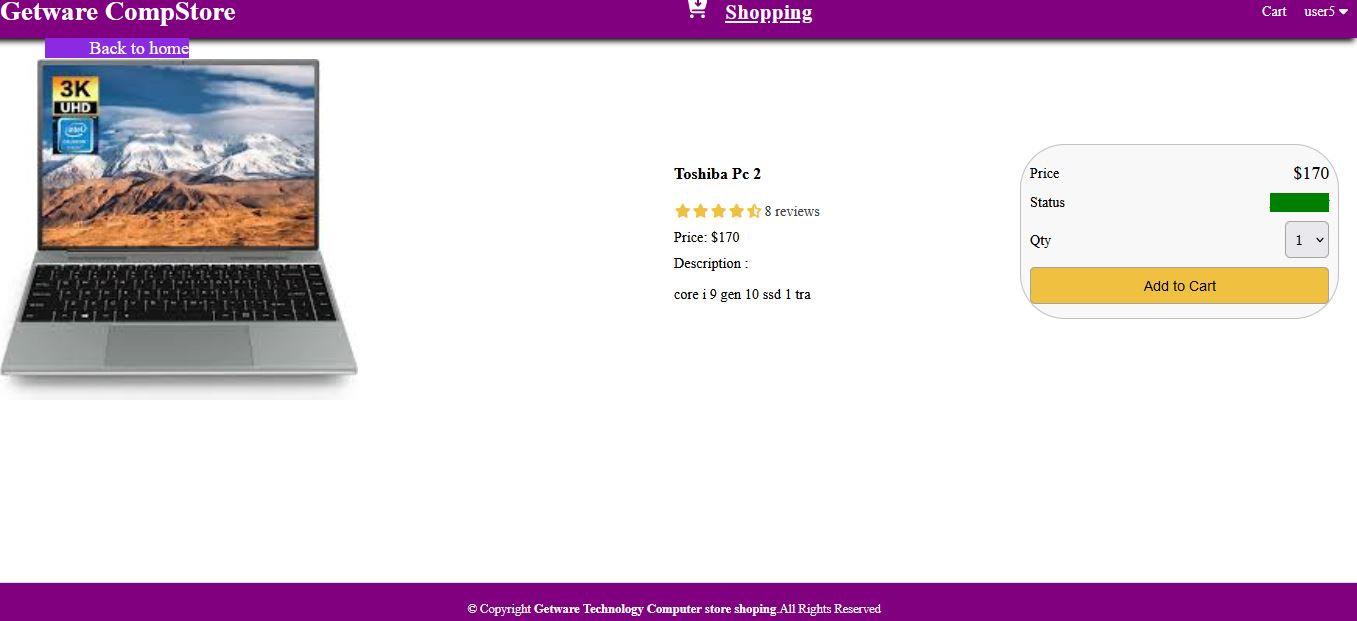 Getware CompStore
Shopping
Cart user5
Back to home
3K
UHD
intel
Toshiba Pc 2
8 reviews
Price: $170
Description :
core i 9 gen 10 ssd 1 tra
Price $170
Status
Qty 1
Add to Cart
© Copyright Getware Technology Computer store shoping.All Rights Reserved